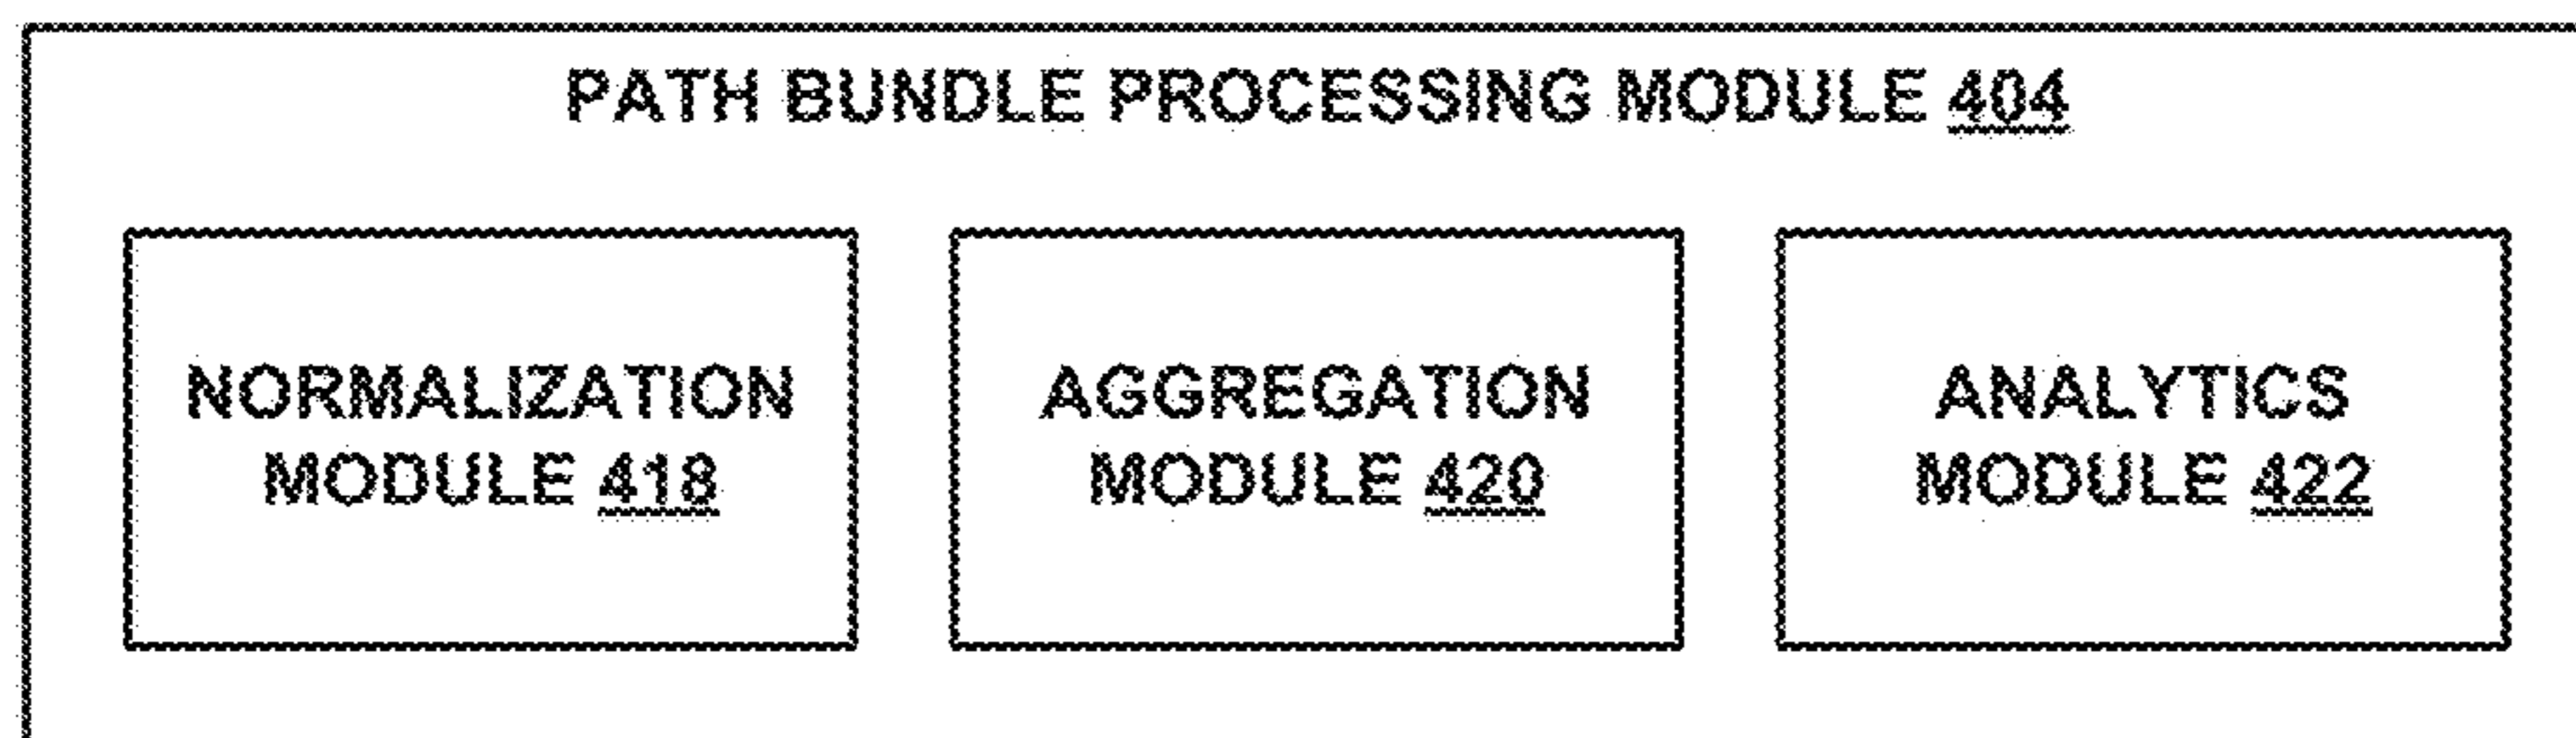 PATH BUNDLE PROCESSING MODULE 404
NORMALIZATION
MODULE 418
AGGREGATION
MODULE 420
ANALYTICS
MODULE 422